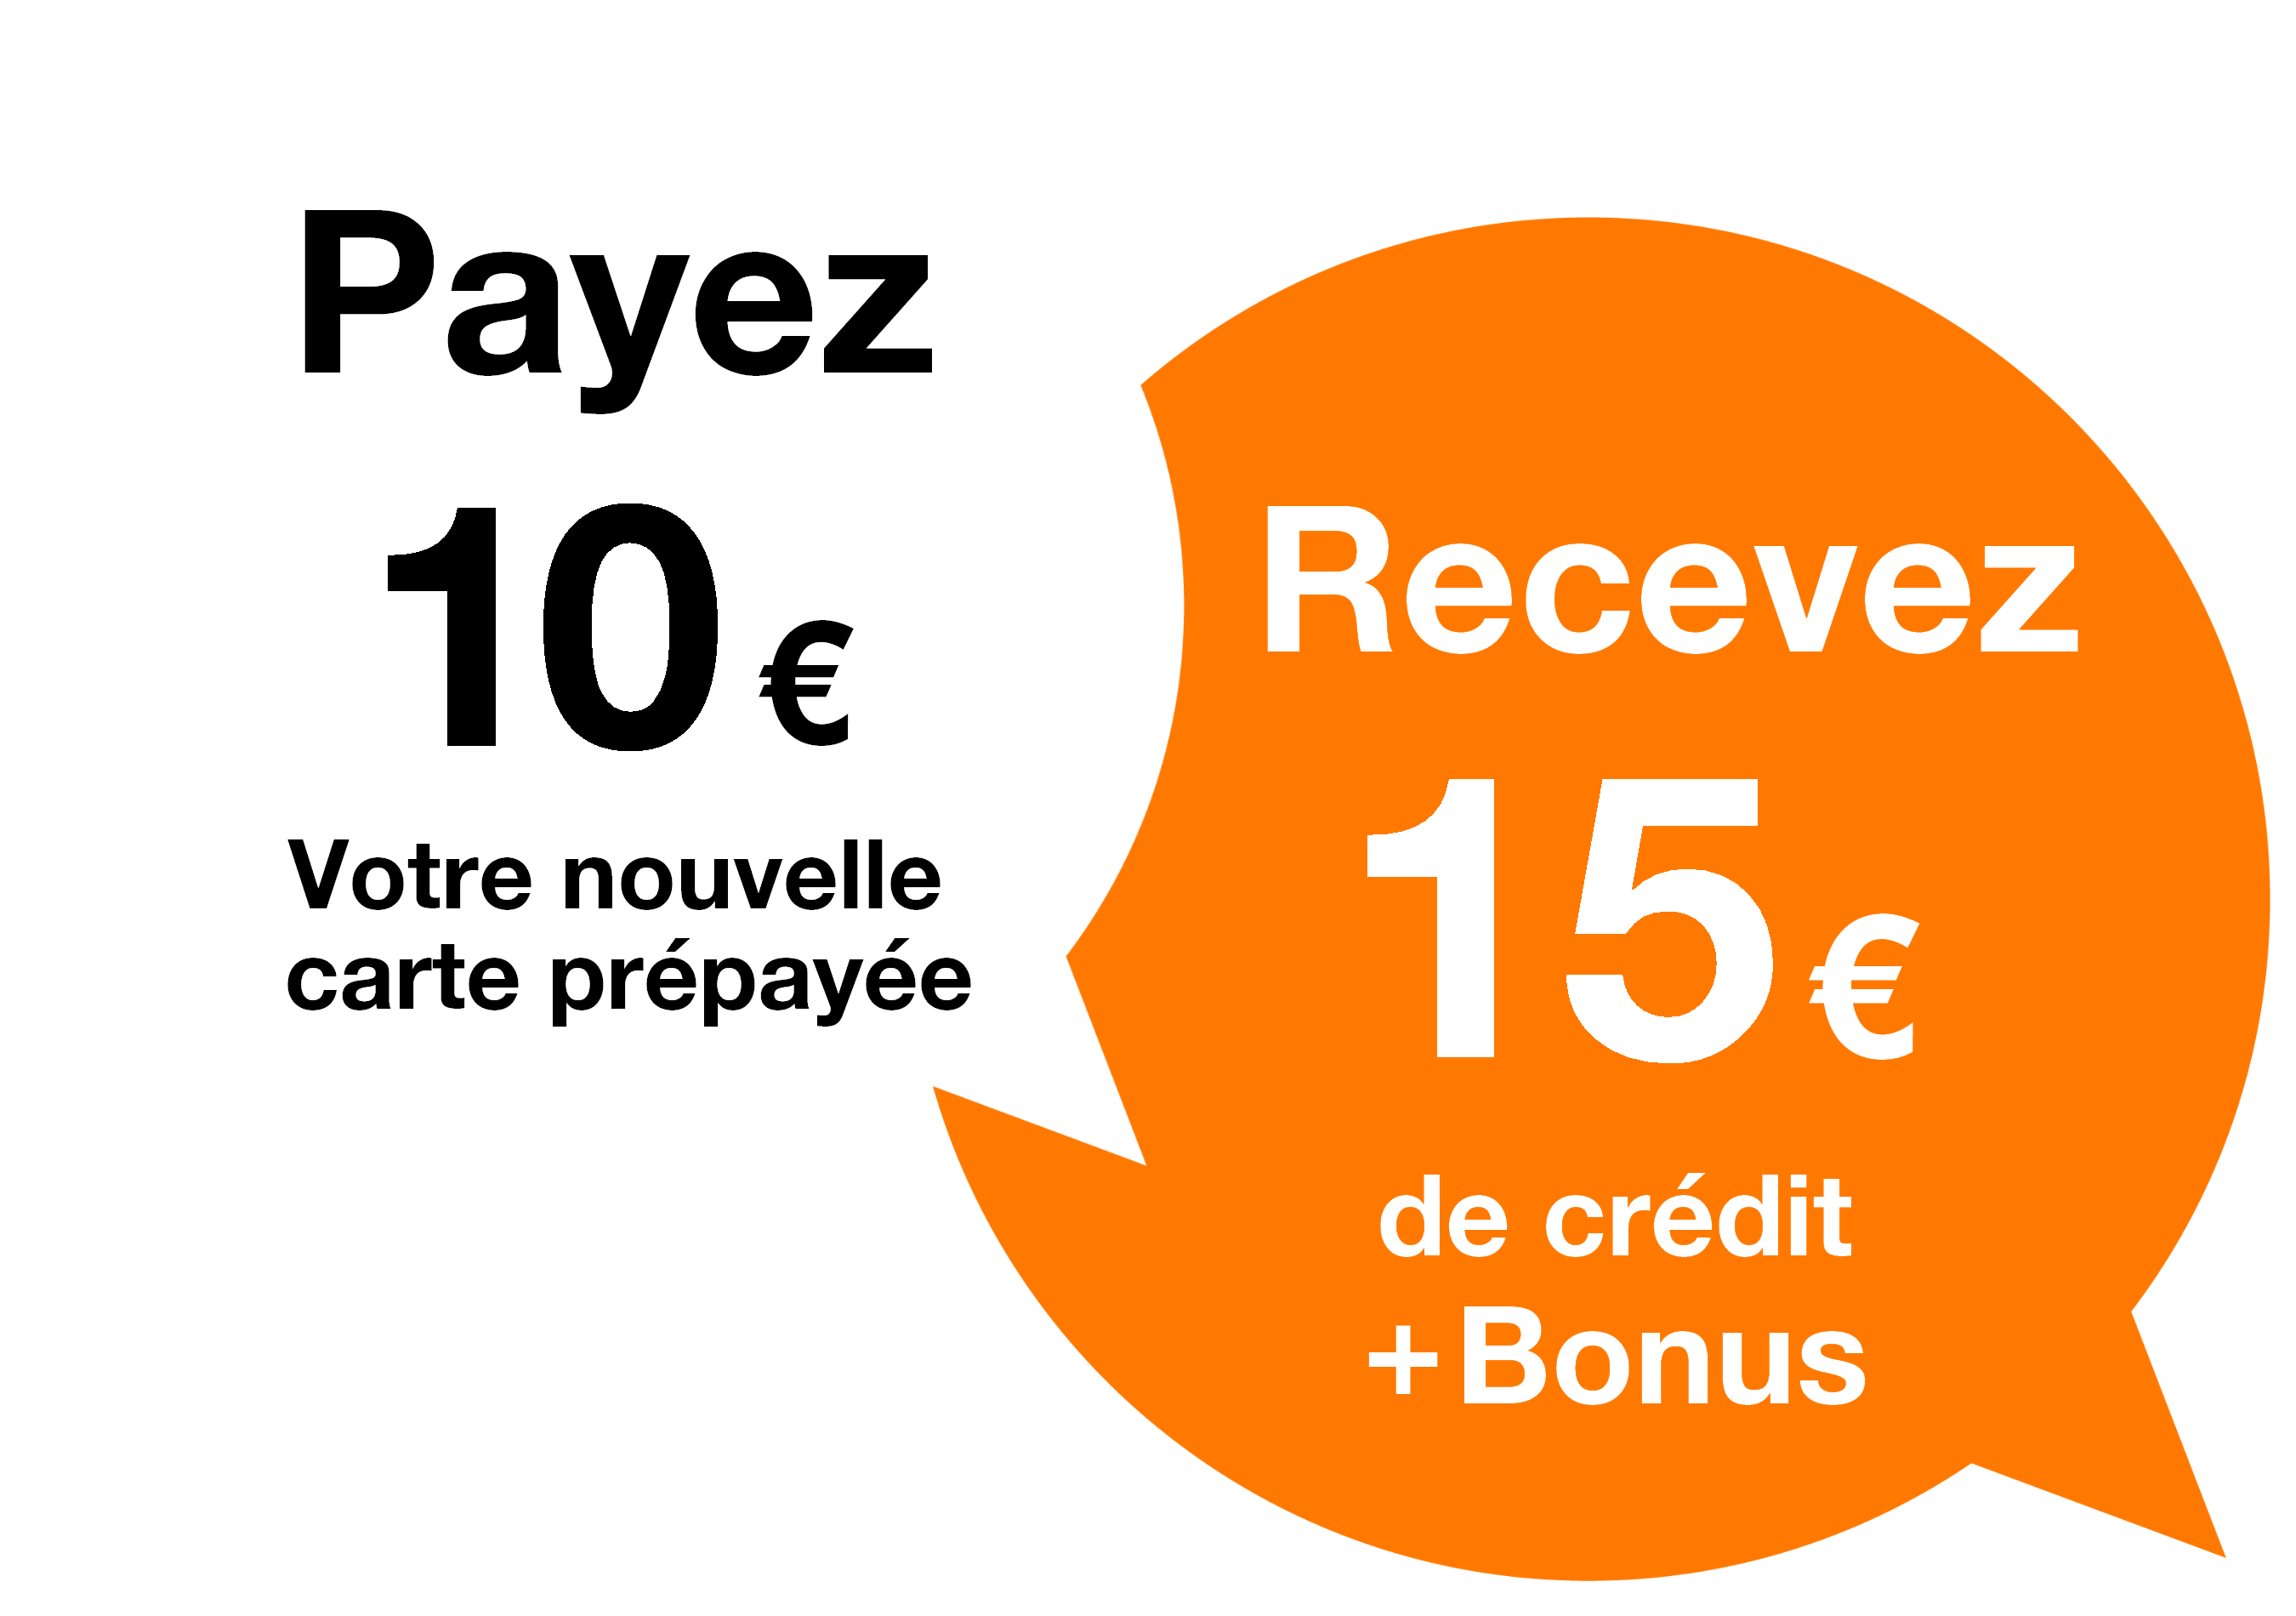 Payez
10 €
Votre nouvelle
carte prépayée
Recevez
15 €
de crédit
+ Bonus